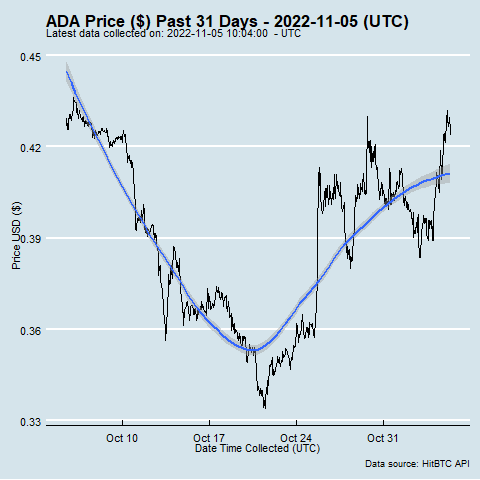 ADA Price ($) Past 31 Days - 2022-11-05 (UTC)
Latest data collected on: 2022-11-05 10:04:00 - UTC
0.45
0.42
0.39
0.36
0.33
Price USD ($)
Oct 10
Oct 17
Oct 24
Oct 31
Date Time Collected (UTC)
Data source: HitBTC API